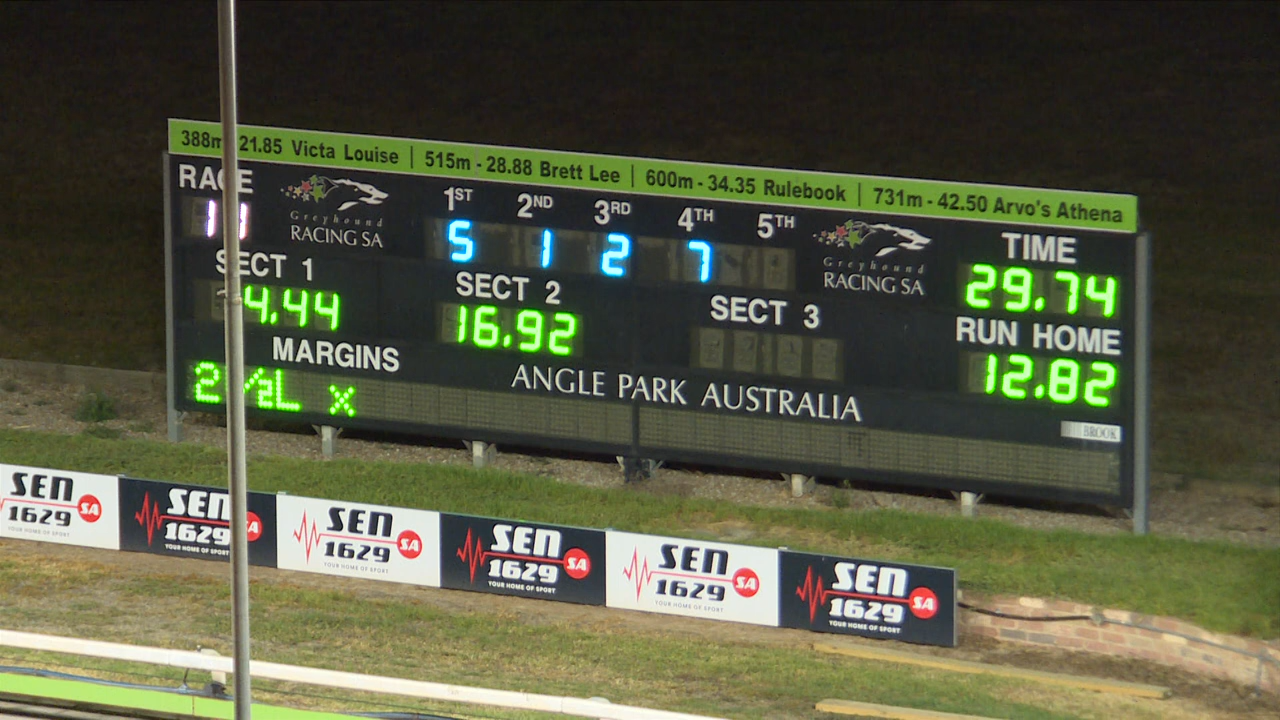 388m - 21.85 Victa Louise | 515m - 28.88 Brett Lee | 600m - 34.35 Rulebook | 731m - 42.50 Arvo's Athena
RACE 1ST 2ND 3RD 4TH 5TH TIME
11 Greyhound RACING SA 5 1 2 7 Greyhound RACING SA 29.74
SECT 1 SECT 2 SECT 3 RUN HOME
4.44 16.92 12.82
MARGINS
2 1/2L x
ANGLE PARK AUSTRALIA
BROOK
SEN 1629 SA
SEN 1629 SA YOUR HOME OF SPORT
SEN 1629 SA YOUR HOME OF SPORT
SEN 1629 SA YOUR HOME OF SPORT
SEN 1629 SA YOUR HOME OF SPORT
SEN 1629 SA YOUR HOME OF SPORT